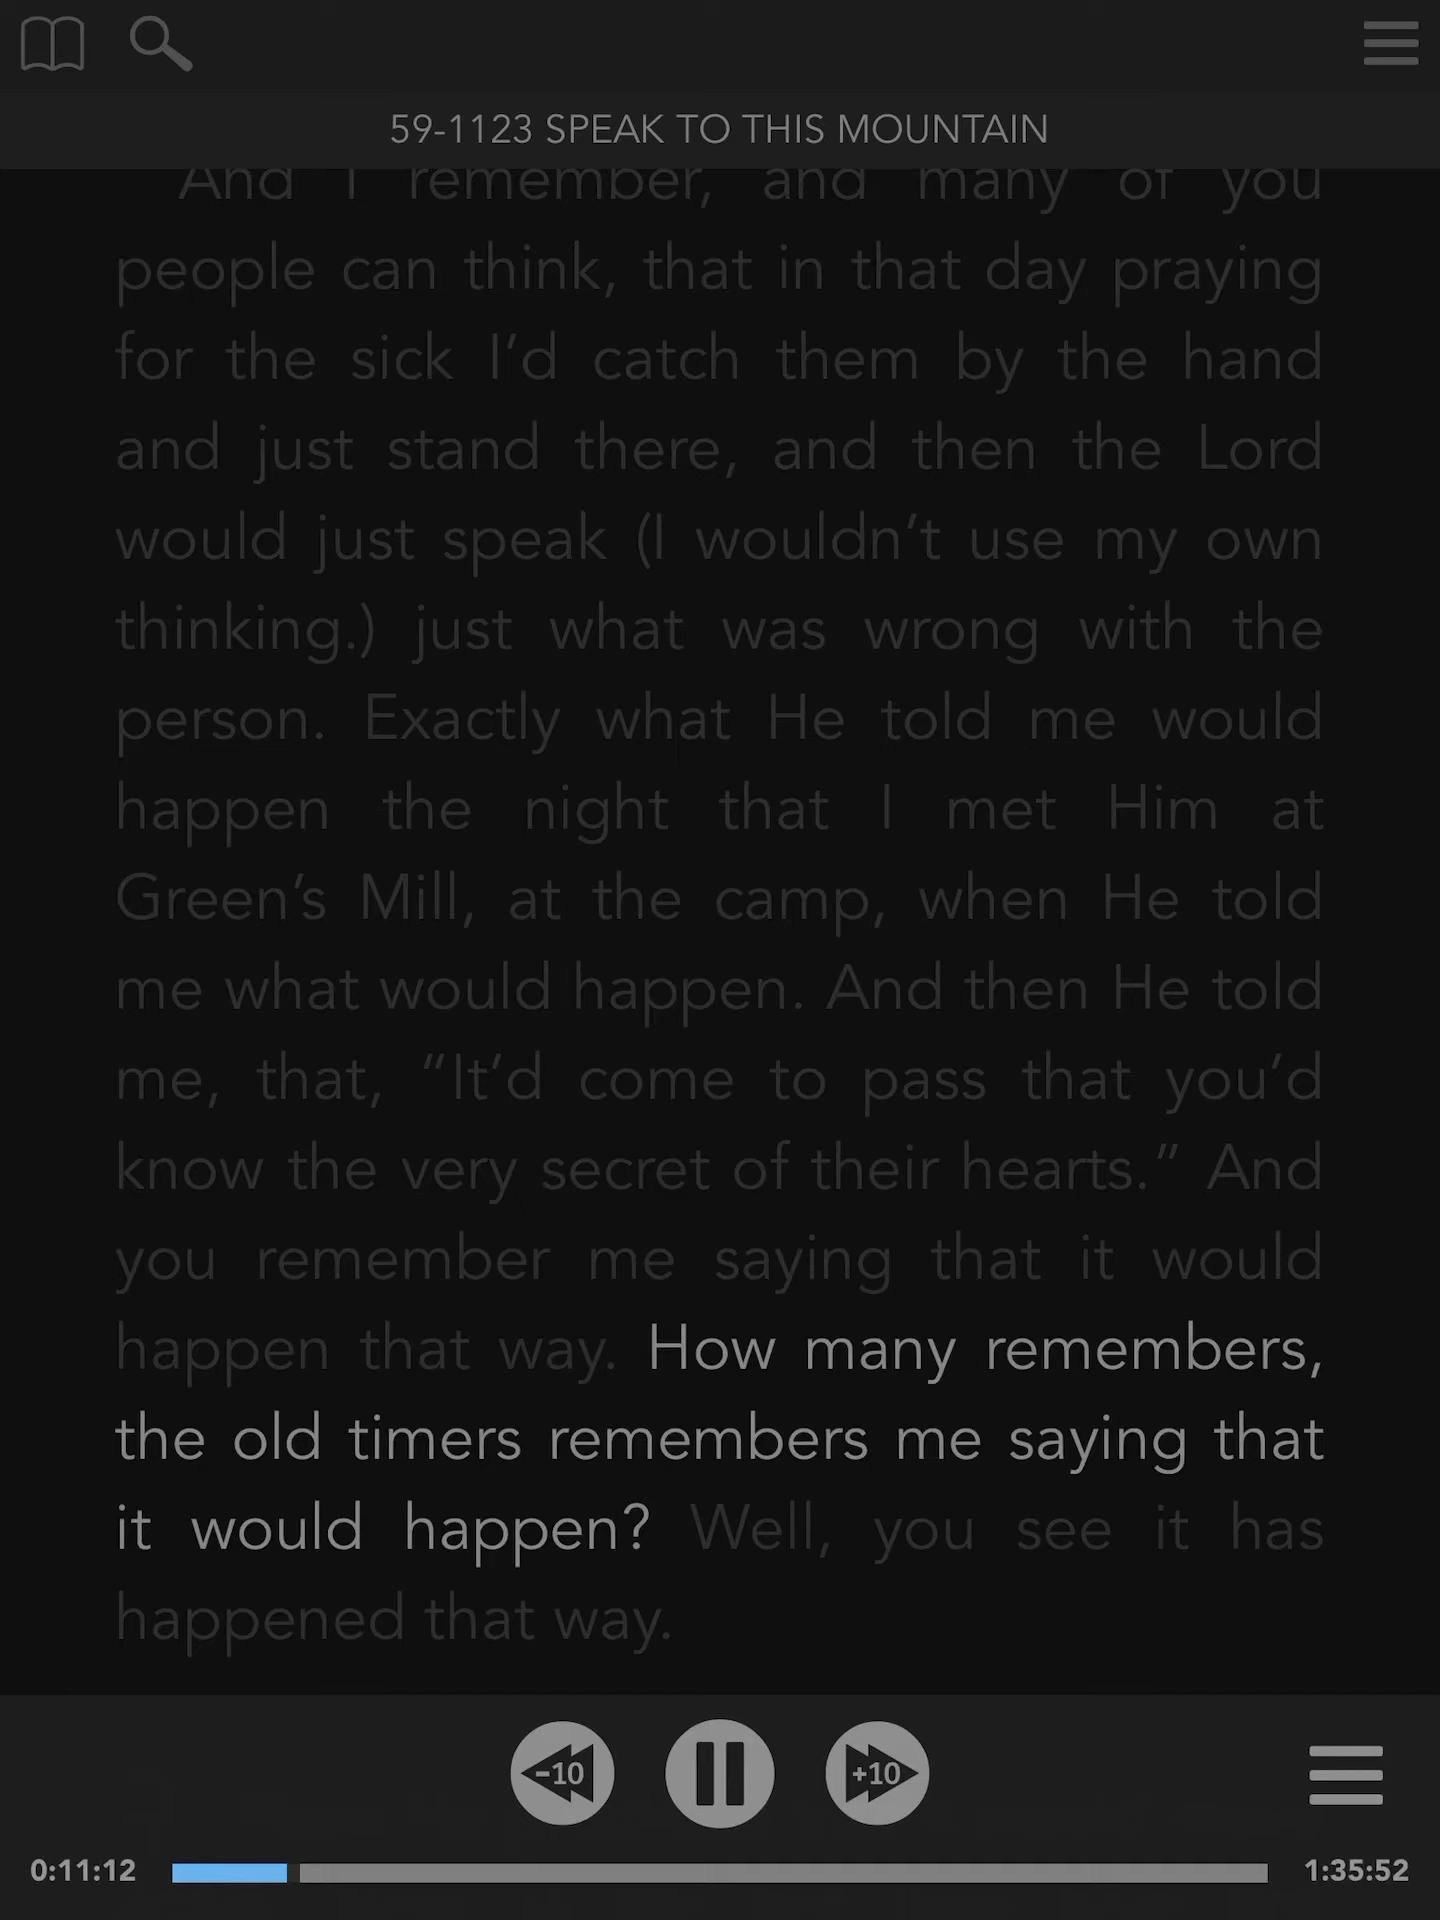 59-1123 SPEAK TO THIS MOUNTAIN
And I remember, and many of you
people can think, that in that day praying
for the sick I’d catch them by the hand
and just stand there, and then the Lord
would just speak (I wouldn’t use my own
thinking.) just what was wrong with the
person. Exactly what He told me would
happen the night that I met Him at
Green’s Mill, at the camp, when He told
me what would happen. And then He told
me, that, “It’d come to pass that you’d
know the very secret of their hearts.” And
you remember me saying that it would
happen that way. How many remembers,
the old timers remembers me saying that
it would happen? Well, you see it has
happened that way.
-10 +10
0:11:12 1:35:52